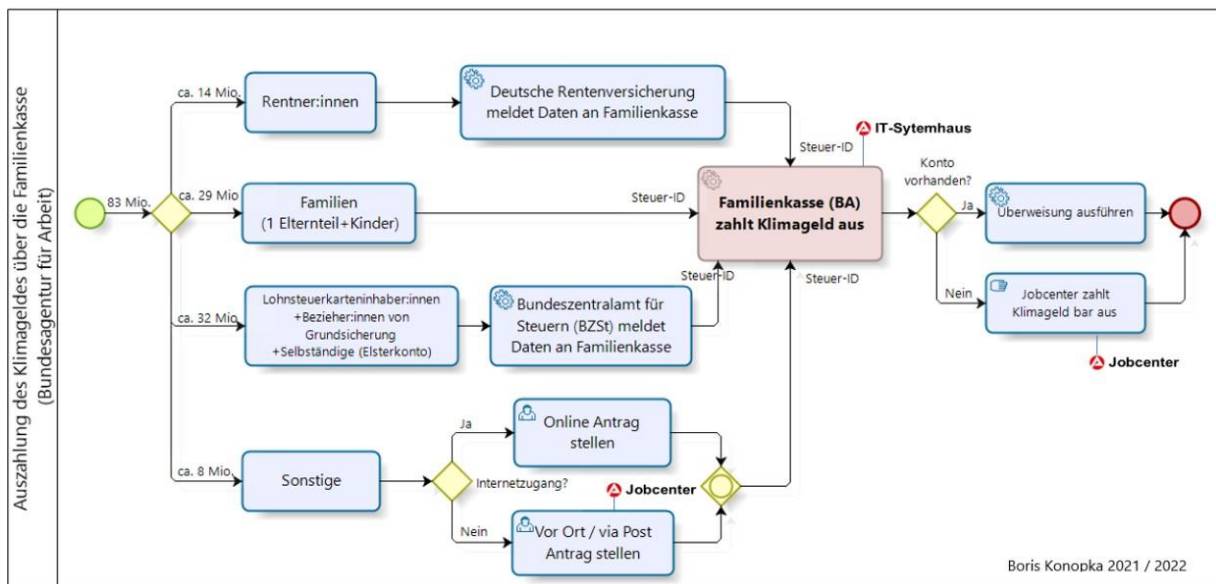 Auszahlung des Klimageldes über die Familienkasse
(Bundesagentur für Arbeit)
83 Mio.
ca. 14 Mio.
Rentner:innen
Deutsche Rentenversicherung
meldet Daten an Familienkasse
Steuer-ID
IT-Sytemhaus
ca. 29 Mio
Familien
(1 Elternteil+Kinder)
Steuer-ID
Familienkasse (BA)
zahlt Klimageld aus
Konto
vorhanden?
Ja
Überweisung ausführen
Nein
Jobcenter zahlt
Klimageld bar aus
Jobcenter
ca. 32 Mio
Lohnsteuerkarteninhaber:innen
+Bezieher:innen von
Grundsicherung
+Selbständige (Elsterkonto)
Bundeszentralamt für
Steuern (BZSt) meldet
Daten an Familienkasse
Steuer-ID
Steuer-ID
ca. 8 Mio.
Sonstige
Internetzugang?
Ja
Online Antrag
stellen
Nein
Jobcenter
Vor Ort / via Post
Antrag stellen
Boris Konopka 2021 / 2022